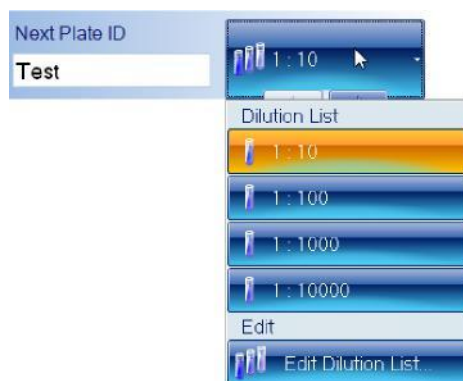 Next Plate ID
Test
1 : 10
Dilution List
1 : 10
1 : 100
1 : 1000
1 : 10000
Edit
Edit Dilution List...